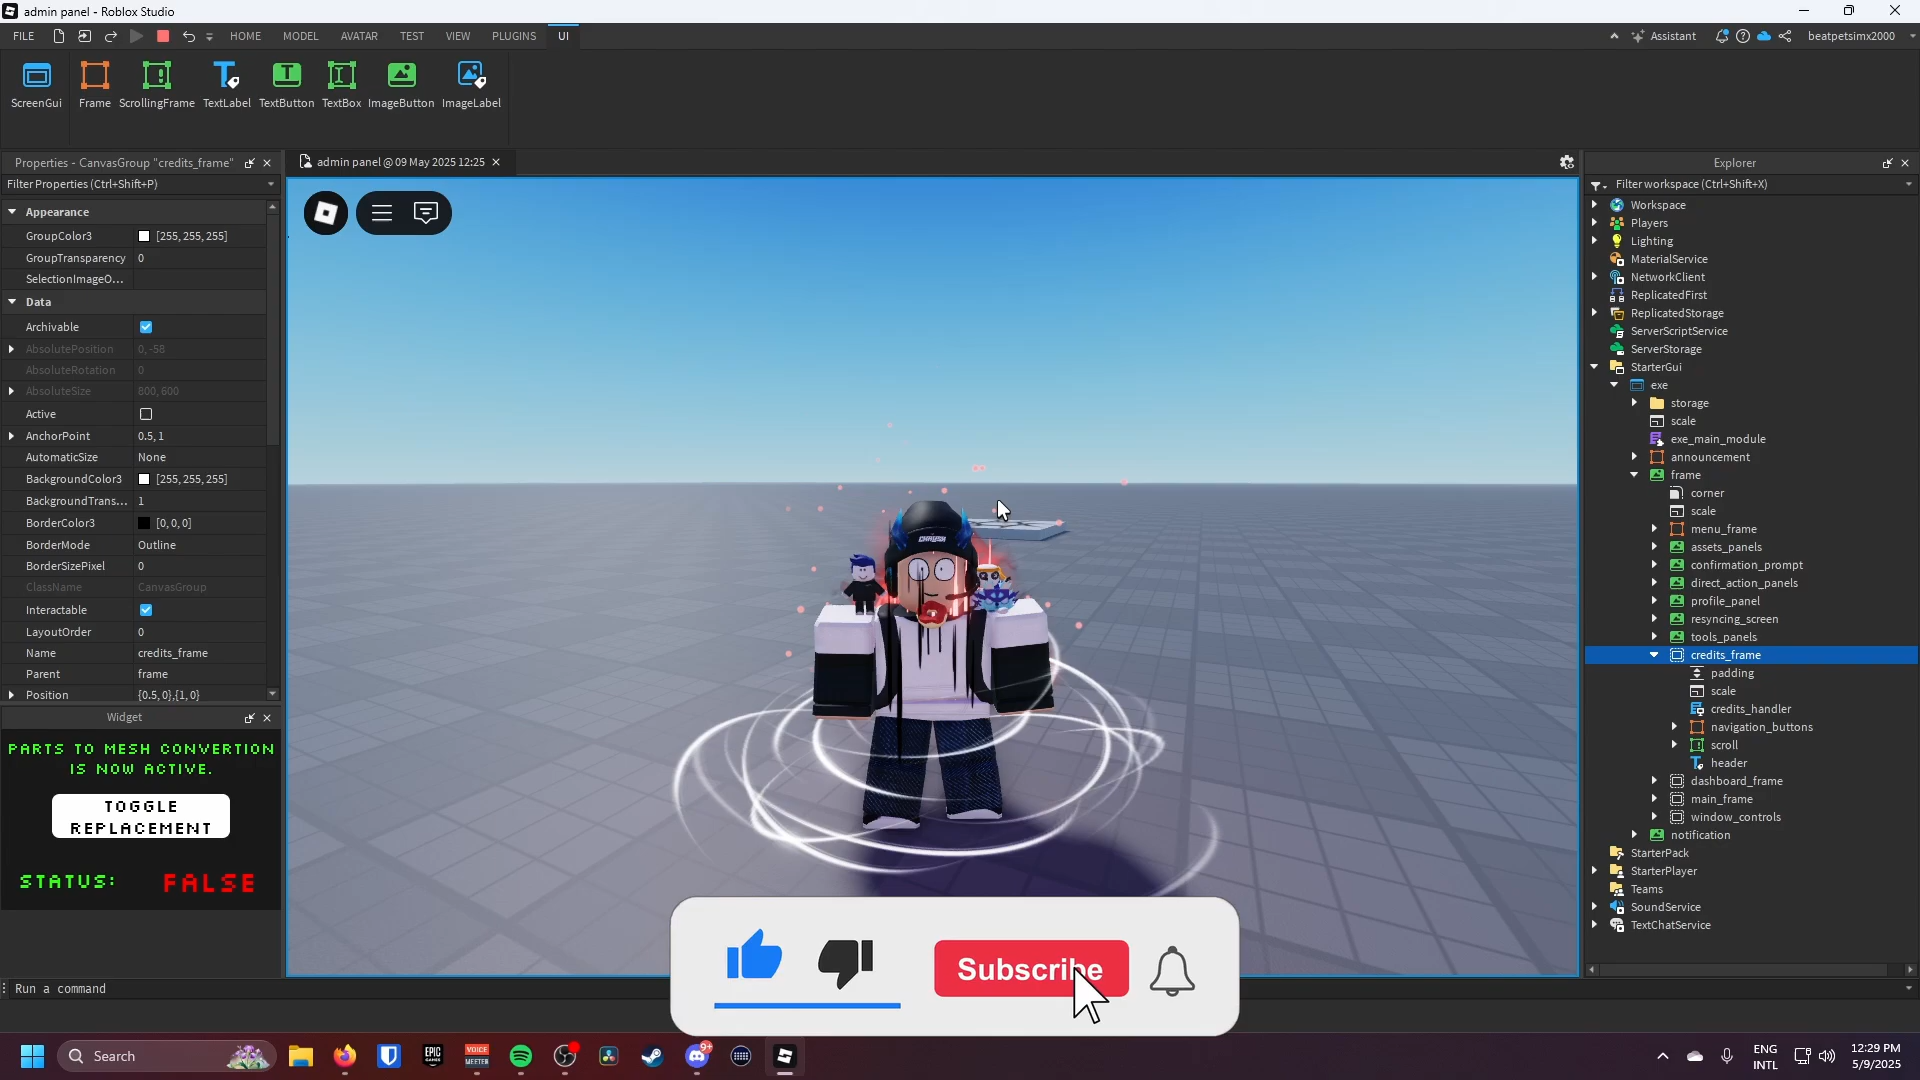 admin panel - Roblox Studio
FILE HOME MODEL AVATAR TEST VIEW PLUGINS UI Assistant beatpetsimx2000
ScreenGui Frame ScrollingFrame TextLabel TextButton TextBox ImageButton ImageLabel
Properties - CanvasGroup "credits_frame"
Filter Properties (Ctrl+Shift+P)
Appearance
GroupColor3 [255, 255, 255]
GroupTransparency 0
SelectionImageO...
Data
Archivable
AbsolutePosition 0, -58
AbsoluteRotation 0
AbsoluteSize 800, 600
Active
AnchorPoint 0.5, 1
AutomaticSize None
BackgroundColor3 [255, 255, 255]
BackgroundTrans... 1
BorderColor3 [0, 0, 0]
BorderMode Outline
BorderSizePixel 0
ClassName CanvasGroup
Interactable
LayoutOrder 0
Name credits_frame
Parent frame
Position {0.5, 0},{1, 0}
Widget
PARTS TO MESH CONVERTION
IS NOW ACTIVE.
TOGGLE
REPLACEMENT
STATUS: FALSE
Run a command
admin panel @ 09 May 2025 12:25
Subscribe
Explorer
Filter workspace (Ctrl+Shift+X)
Workspace
Players
Lighting
MaterialService
NetworkClient
ReplicatedFirst
ReplicatedStorage
ServerScriptService
ServerStorage
StarterGui
exe
storage
scale
exe_main_module
announcement
frame
corner
scale
menu_frame
assets_panels
confirmation_prompt
direct_action_panels
profile_panel
resyncing_screen
tools_panels
credits_frame
padding
scale
credits_handler
navigation_buttons
scroll
header
dashboard_frame
main_frame
window_controls
notification
StarterPack
StarterPlayer
Teams
SoundService
TextChatService
Search
EPIC
GAMES
VOICE
MEETER
9+
ENG
INTL
12:29 PM
5/9/2025